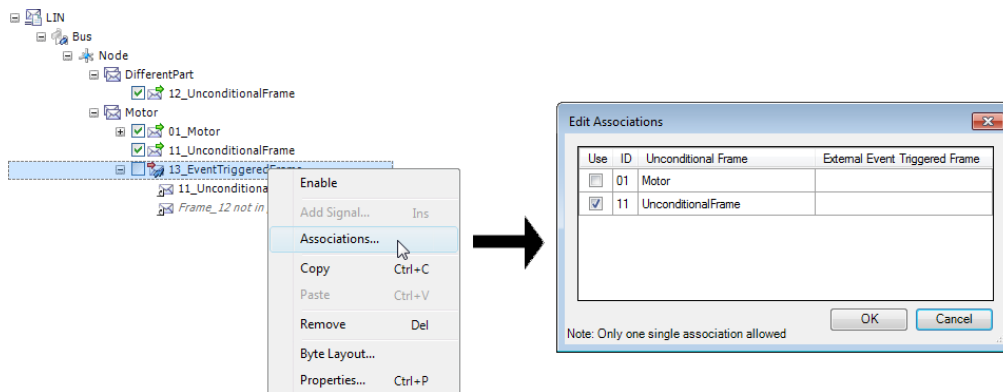 LIN
Bus
Node
DifferentPart
12_UnconditionalFrame
Motor
01_Motor
11_UnconditionalFrame
13_EventTriggeredFrame
11_Unconditiona
Frame_12 not in
Enable
Add Signal... Ins
Associations...
Copy Ctrl+C
Paste Ctrl+V
Remove Del
Byte Layout...
Properties... Ctrl+P
Edit Associations
Use ID Unconditional Frame External Event Triggered Frame
01 Motor
11 UnconditionalFrame
OK Cancel
Note: Only one single association allowed